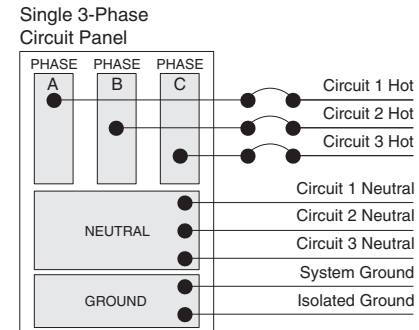 Single 3-Phase
Circuit Panel
PHASE PHASE PHASE
A B C
Circuit 1 Hot
Circuit 2 Hot
Circuit 3 Hot
Circuit 1 Neutral
Circuit 2 Neutral
NEUTRAL
Circuit 3 Neutral
System Ground
GROUND Isolated Ground